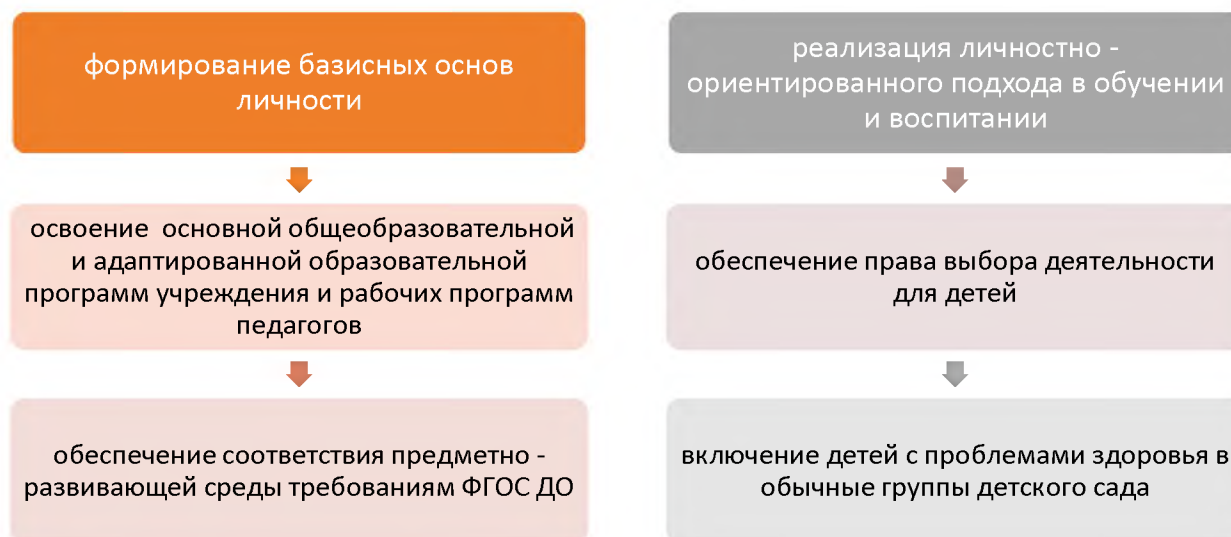 формирование базисных основ
личности
освоение основной общеобразовательной
и адаптированной образовательной
программ учреждения и рабочих программ
педагогов
обеспечение соответствия предметно -
развивающей среды требованиям ФГОС ДО
реализация личностно -
ориентированного подхода в обучении
и воспитании
обеспечение права выбора деятельности
для детей
включение детей с проблемами здоровья в
обычные группы детского сада